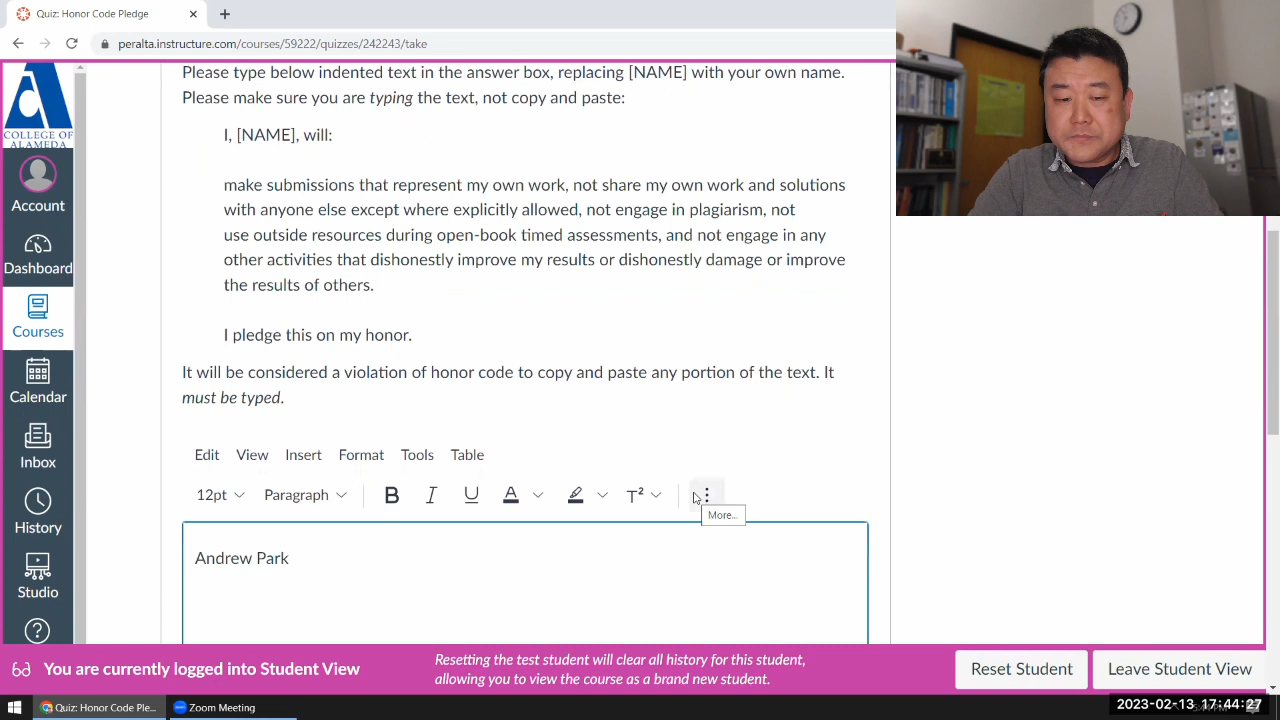 Quiz: Honor Code Pledge
peralta.instructure.com/courses/59222/quizzes/242243/take
COLLEGE OF
ALAMEDA
Account
Dashboard
Courses
Calendar
Inbox
History
Studio
Please type below indented text in the answer box, replacing [NAME] with your own name.
Please make sure you are typing the text, not copy and paste:
I, [NAME], will:
make submissions that represent my own work, not share my own work and solutions
with anyone else except where explicitly allowed, not engage in plagiarism, not
use outside resources during open-book timed assessments, and not engage in any
other activities that dishonestly improve my results or dishonestly damage or improve
the results of others.
I pledge this on my honor.
It will be considered a violation of honor code to copy and paste any portion of the text. It
must be typed.
Edit View Insert Format Tools Table
12pt Paragraph B I U A T²
More...
Andrew Park
You are currently logged into Student View
Resetting the test student will clear all history for this student,
allowing you to view the course as a brand new student.
Reset Student
Leave Student View
Quiz: Honor Code Ple...
Zoom Meeting
2023-02-13 17:44:27